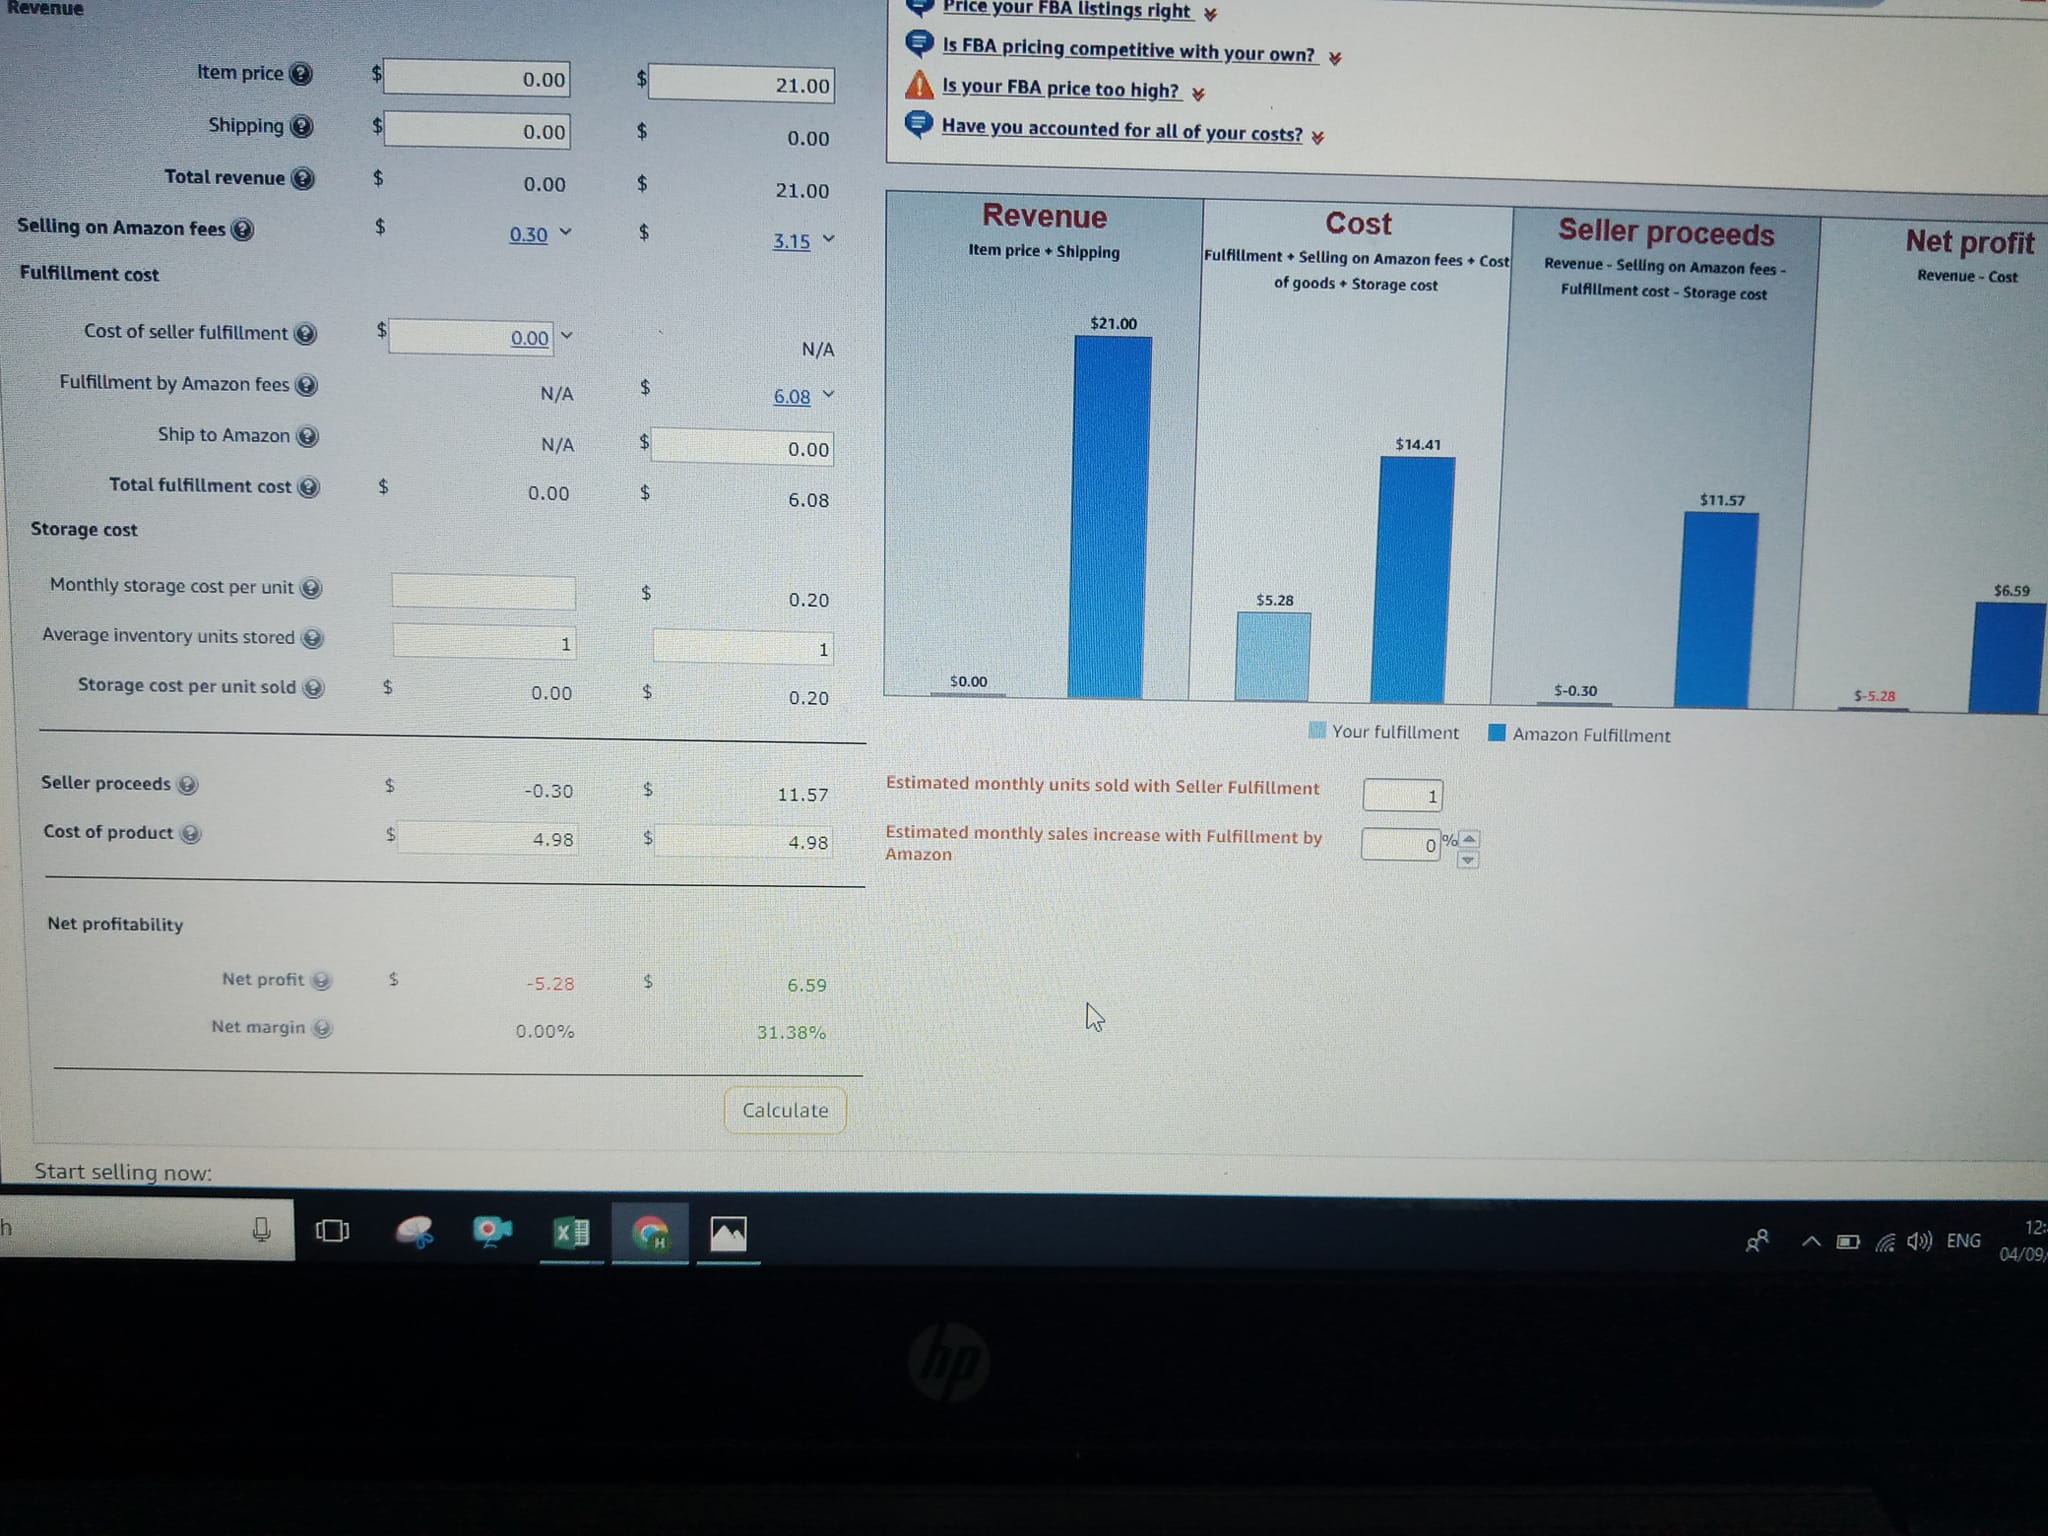 Revenue
Item price $ 0.00 $ 21.00
Shipping $ 0.00 $ 0.00
Total revenue $ 0.00 $ 21.00
Selling on Amazon fees $ 0.30 $ 3.15
Fulfillment cost
Cost of seller fulfillment $ 0.00 N/A
Fulfillment by Amazon fees N/A $ 6.08
Ship to Amazon N/A $ 0.00
Total fulfillment cost $ 0.00 $ 6.08
Storage cost
Monthly storage cost per unit $ 0.20
Average inventory units stored 1 1
Storage cost per unit sold $ 0.00 $ 0.20
Seller proceeds $ -0.30 $ 11.57
Cost of product $ 4.98 $ 4.98
Net profitability
Net profit $ -5.28 $ 6.59
Net margin 0.00% 31.38%
Calculate
Start selling now:
Price your FBA listings right
Is FBA pricing competitive with your own?
Is your FBA price too high?
Have you accounted for all of your costs?
Revenue
Item price + Shipping
$21.00
$0.00
Cost
Fulfillment + Selling on Amazon fees + Cost
of goods + Storage cost
$14.41
$5.28
Seller proceeds
Revenue - Selling on Amazon fees -
Fulfillment cost - Storage cost
$11.57
$-0.30
Net profit
Revenue - Cost
$6.59
$-5.28
Your fulfillment Amazon Fulfillment
Estimated monthly units sold with Seller Fulfillment 1
Estimated monthly sales increase with Fulfillment by
Amazon 0 %
h
H
ENG
12:
04/09/
hp